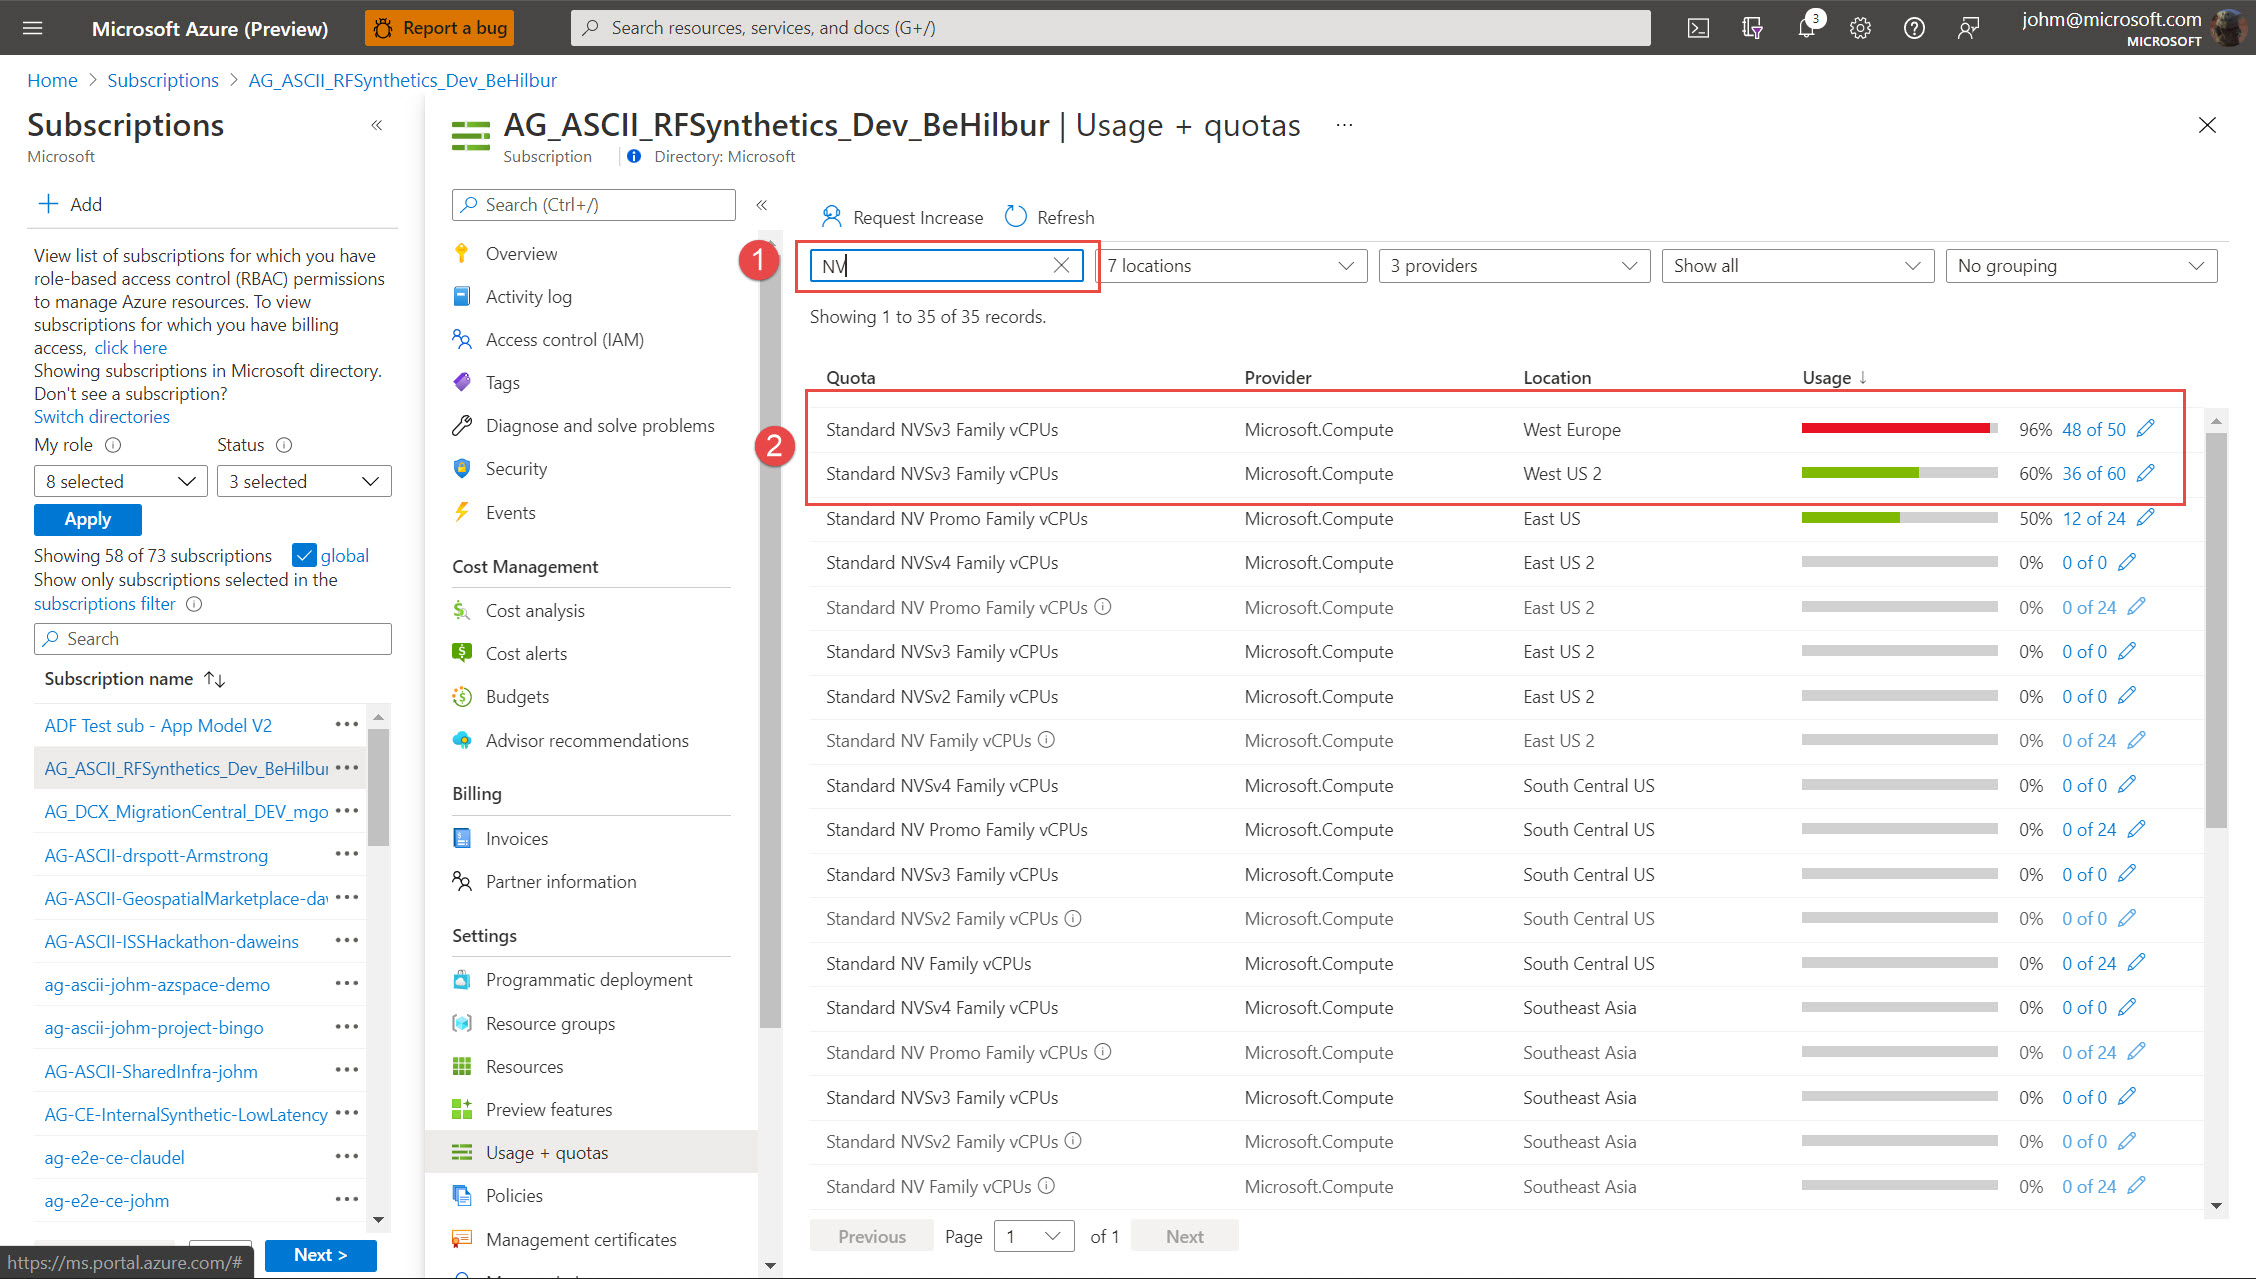 Microsoft Azure (Preview)
Report a bug
Search resources, services, and docs (G+/)
3
johm@microsoft.com
MICROSOFT
Home > Subscriptions > AG_ASCII_RFSynthetics_Dev_BeHilbur
Subscriptions
Microsoft
Add
View list of subscriptions for which you have
role-based access control (RBAC) permissions
to manage Azure resources. To view
subscriptions for which you have billing
access, click here
Showing subscriptions in Microsoft directory.
Don't see a subscription?
Switch directories
My role Status
8 selected 3 selected
Apply
Showing 58 of 73 subscriptions global
Show only subscriptions selected in the
subscriptions filter
Search
Subscription name
ADF Test sub - App Model V2
AG_ASCII_RFSynthetics_Dev_BeHilbur
AG_DCX_MigrationCentral_DEV_mgo
AG-ASCII-drspott-Armstrong
AG-ASCII-GeospatialMarketplace-dav
AG-ASCII-ISSHackathon-daweins
ag-ascii-johm-azspace-demo
ag-ascii-johm-project-bingo
AG-ASCII-SharedInfra-johm
AG-CE-InternalSynthetic-LowLatency
ag-e2e-ce-claudel
ag-e2e-ce-johm
Next >
https://ms.portal.azure.com/#
AG_ASCII_RFSynthetics_Dev_BeHilbur | Usage + quotas
Subscription Directory: Microsoft
Search (Ctrl+/)
Overview
Activity log
Access control (IAM)
Tags
Diagnose and solve problems
Security
Events
Cost Management
Cost analysis
Cost alerts
Budgets
Advisor recommendations
Billing
Invoices
Partner information
Settings
Programmatic deployment
Resource groups
Resources
Preview features
Usage + quotas
Policies
Management certificates
Request Increase Refresh
1
NV 7 locations 3 providers Show all No grouping
Showing 1 to 35 of 35 records.
Quota Provider Location Usage ↓
2
Standard NVSv3 Family vCPUs Microsoft.Compute West Europe 96% 48 of 50
Standard NVSv3 Family vCPUs Microsoft.Compute West US 2 60% 36 of 60
Standard NV Promo Family vCPUs Microsoft.Compute East US 50% 12 of 24
Standard NVSv4 Family vCPUs Microsoft.Compute East US 2 0% 0 of 0
Standard NV Promo Family vCPUs Microsoft.Compute East US 2 0% 0 of 24
Standard NVSv3 Family vCPUs Microsoft.Compute East US 2 0% 0 of 0
Standard NVSv2 Family vCPUs Microsoft.Compute East US 2 0% 0 of 0
Standard NV Family vCPUs Microsoft.Compute East US 2 0% 0 of 24
Standard NVSv4 Family vCPUs Microsoft.Compute South Central US 0% 0 of 0
Standard NV Promo Family vCPUs Microsoft.Compute South Central US 0% 0 of 24
Standard NVSv3 Family vCPUs Microsoft.Compute South Central US 0% 0 of 0
Standard NVSv2 Family vCPUs Microsoft.Compute South Central US 0% 0 of 0
Standard NV Family vCPUs Microsoft.Compute South Central US 0% 0 of 24
Standard NVSv4 Family vCPUs Microsoft.Compute Southeast Asia 0% 0 of 0
Standard NV Promo Family vCPUs Microsoft.Compute Southeast Asia 0% 0 of 24
Standard NVSv3 Family vCPUs Microsoft.Compute Southeast Asia 0% 0 of 0
Standard NVSv2 Family vCPUs Microsoft.Compute Southeast Asia 0% 0 of 0
Standard NV Family vCPUs Microsoft.Compute Southeast Asia 0% 0 of 24
Previous Page 1 of 1 Next